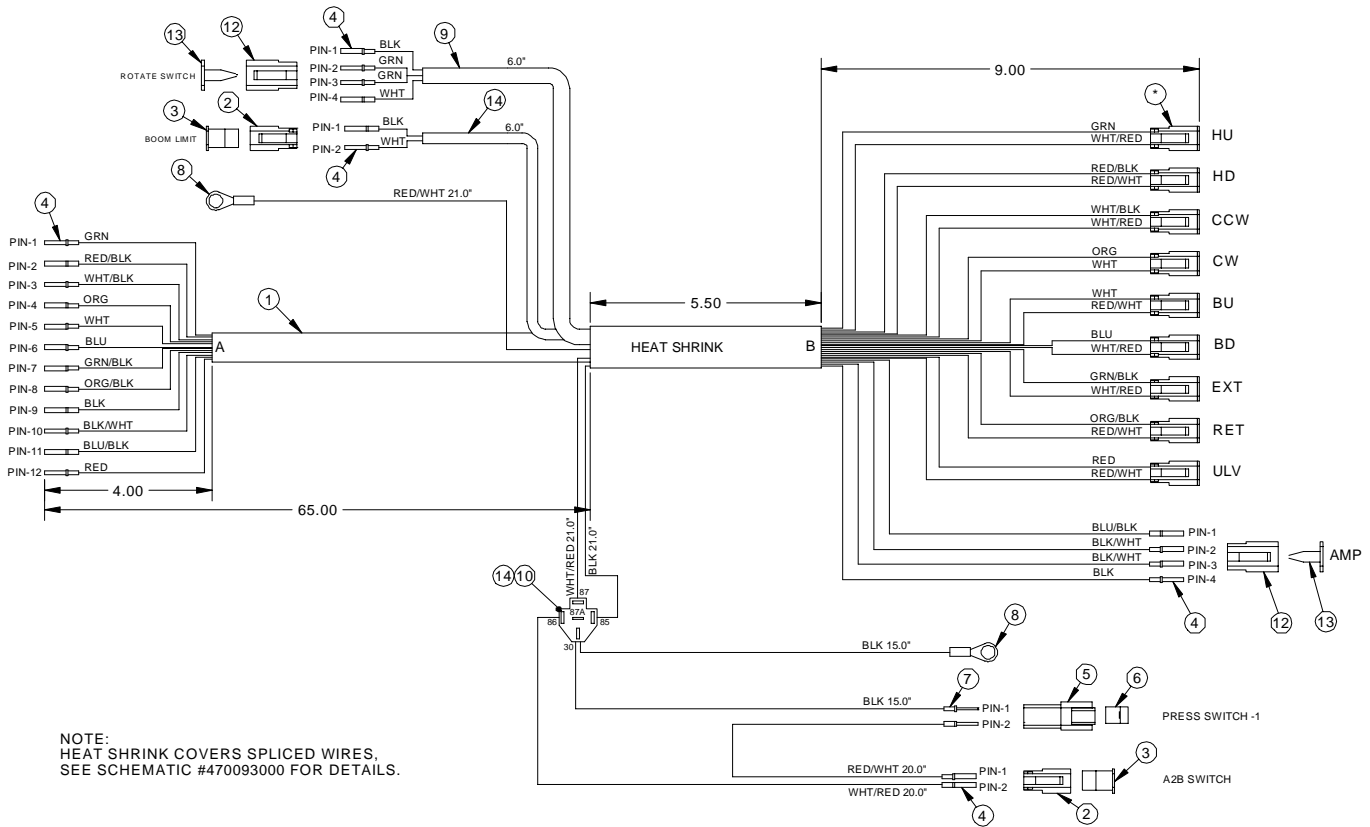 13
12
4
9
PIN-1 BLK
PIN-2 GRN
PIN-3 GRN
PIN-4 WHT
6.0"
ROTATE SWITCH
3
2
14
PIN-1 BLK
PIN-2 WHT
6.0"
BOOM LIMIT
4
8
RED/WHT 21.0"
4
PIN-1 GRN
PIN-2 RED/BLK
PIN-3 WHT/BLK
PIN-4 ORG
PIN-5 WHT
PIN-6 BLU
PIN-7 GRN/BLK
PIN-8 ORG/BLK
PIN-9 BLK
PIN-10 BLK/WHT
PIN-11 BLU/BLK
PIN-12 RED
1
A
4.00
65.00
5.50
HEAT SHRINK
B
9.00
*
GRN
WHT/RED
HU
RED/BLK
RED/WHT
HD
WHT/BLK
WHT/RED
CCW
ORG
WHT
CW
WHT
RED/WHT
BU
BLU
WHT/RED
BD
GRN/BLK
WHT/RED
EXT
ORG/BLK
RED/WHT
RET
RED
RED/WHT
ULV
BLU/BLK PIN-1
BLK/WHT PIN-2
BLK/WHT PIN-3
BLK PIN-4
AMP
4
12
13
WHT/RED 21.0"
BLK 21.0"
14
10
87
87A
86
85
30
BLK 15.0"
8
BLK 15.0"
7
PIN-1
PIN-2
5
6
PRESS SWITCH -1
RED/WHT 20.0" PIN-1
WHT/RED 20.0" PIN-2
4
2
3
A2B SWITCH
NOTE:
HEAT SHRINK COVERS SPLICED WIRES,
SEE SCHEMATIC #470093000 FOR DETAILS.